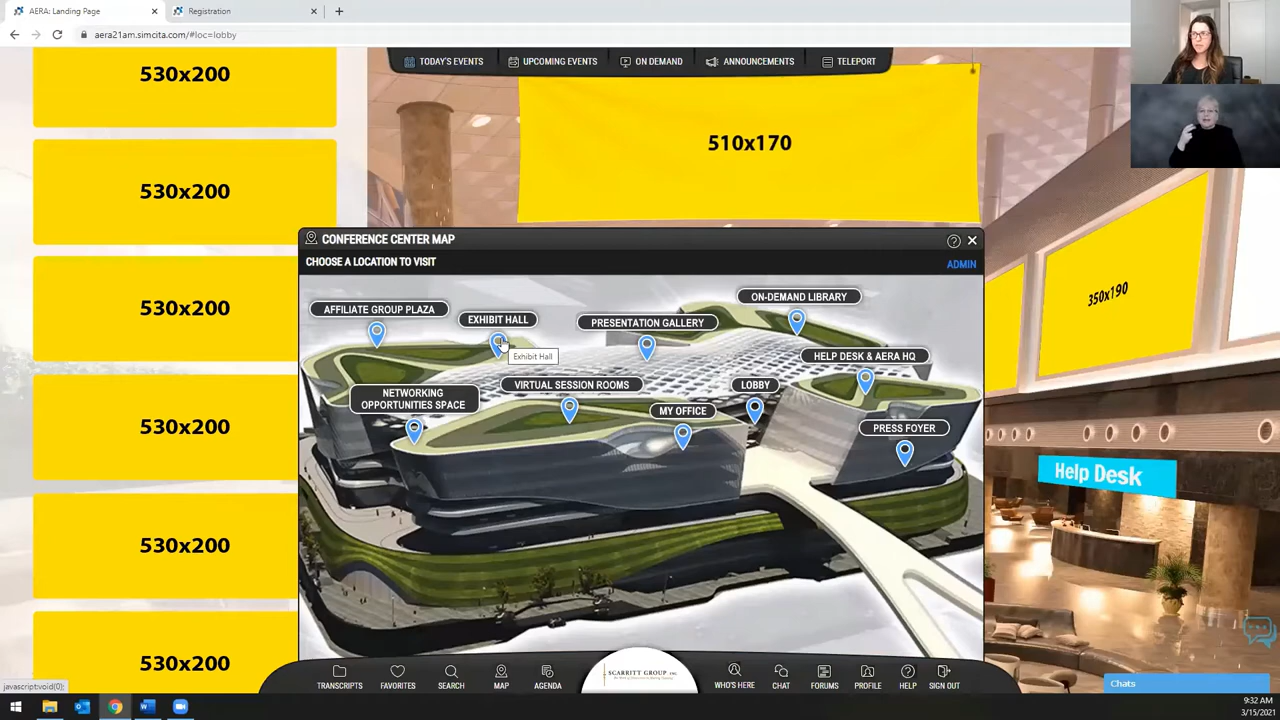 AERA: Landing Page
Registration
aera21am.simcita.com/#loc=lobby
TODAY'S EVENTS
UPCOMING EVENTS
ON DEMAND
ANNOUNCEMENTS
TELEPORT
530x200
530x200
530x200
530x200
530x200
530x200
510x170
350x190
CONFERENCE CENTER MAP
CHOOSE A LOCATION TO VISIT
ADMIN
AFFILIATE GROUP PLAZA
EXHIBIT HALL
Exhibit Hall
PRESENTATION GALLERY
ON-DEMAND LIBRARY
HELP DESK & AERA HQ
NETWORKING
OPPORTUNITIES SPACE
VIRTUAL SESSION ROOMS
MY OFFICE
LOBBY
PRESS FOYER
Help Desk
TRANSCRIPTS
FAVORITES
SEARCH
MAP
AGENDA
SCARRITT GROUP, INC.
WHO'S HERE
CHAT
FORUMS
PROFILE
HELP
SIGN OUT
Chats
javascript:void(0);
9:32 AM
3/15/2021